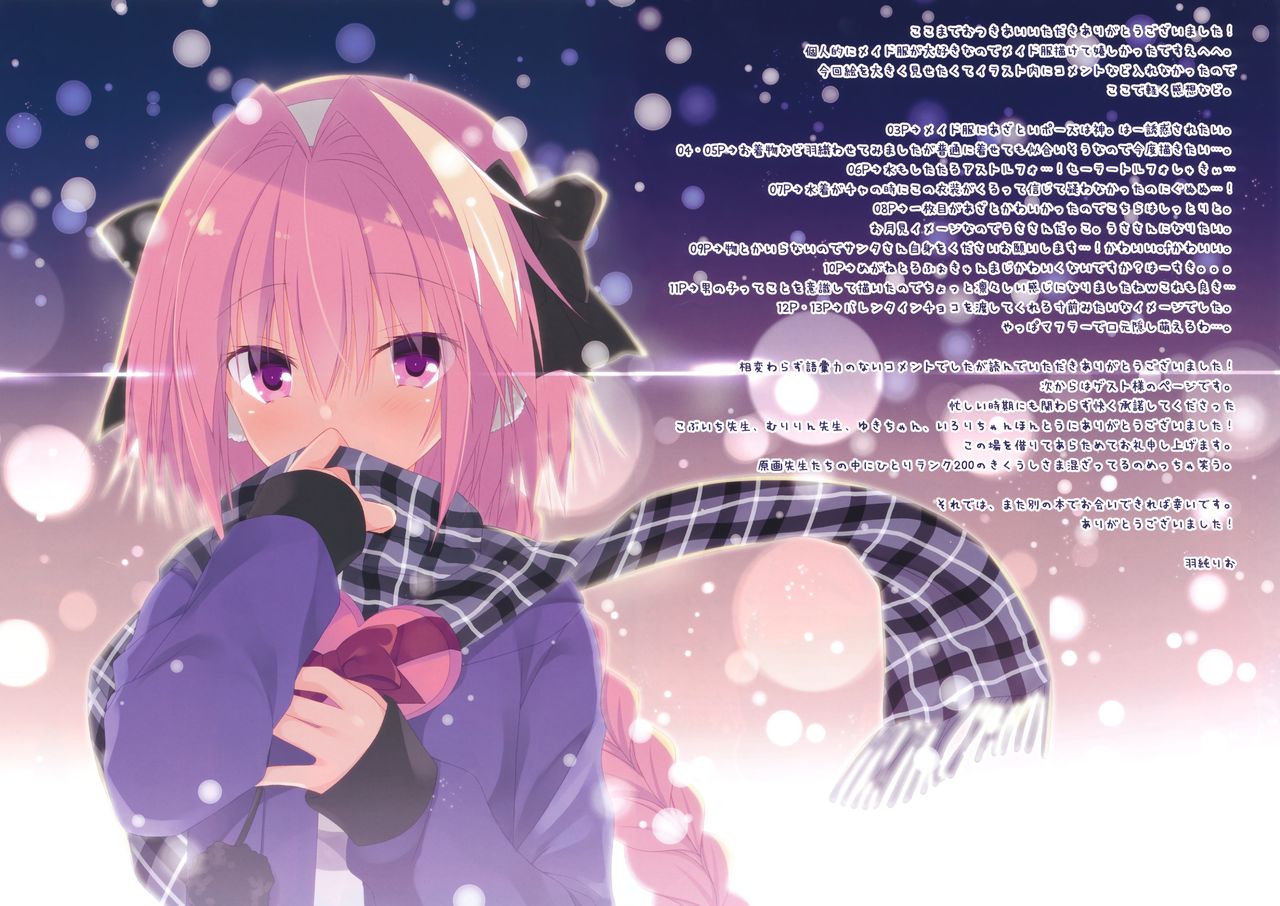 ここまでおつきあいいただきありがとうございました！
個人的にメイド服が大好きなのでメイド服描けて嬉しかったですえへへ。
今回絵を大きく見せたくてイラスト内にコメントなど入れなかったので
ここで軽く感想など。
03P→メイド服にあざといポーズは神。はー誘惑されたい。
04・05P→お着物など羽織わせてみましたが普通に着せても似合いそうなので今度描きたい…。
06P→水もしたたるアストルフォ…！セーラートルフォしゃきぃ…
07P→水着がチャの時にこの衣装がくるって信じて疑わなかったのにぐぬぬ…！
08P→一枚目があざとかわいかったのでこちらはしっとりと。
お月見イメージなのでうささんだっこ。うささんになりたい。
09P→物とかいらないのでサンタさん自身をくださいお願いします…！かわいいofかわいい。
10P→めがねとるふぉきゅんまじかわいくないですか？はーすき。。。
11P→男の子ってことを意識して描いたのでちょっと凛々しい感じになりましたねwこれも良き…
12P・13P→バレンタインチョコを渡してくれる寸前みたいなイメージでした。
やっぱマフラーで口元隠し萌えるわ…。
相変わらず語彙力のないコメントでしたが読んでいただきありがとうございました！
次からはゲスト様のページです。
忙しい時期にも関わらず快く承諾してくださった
こぶいち先生、むりりん先生、ゆきちゃん、いろりちゃんほんとうにありがとうございました！
この場を借りてあらためてお礼申し上げます。
原画先生たちの中にひとりランク200のきくうしさま混ざってるのめっちゃ笑う。
それでは、また別の本でお会いできれば幸いです。
ありがとうございました！
羽純りお